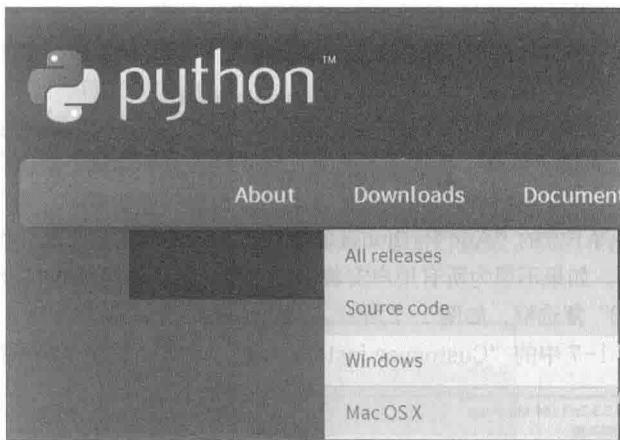 python™
About Downloads Document
All releases
Source code
Windows
Mac OS X